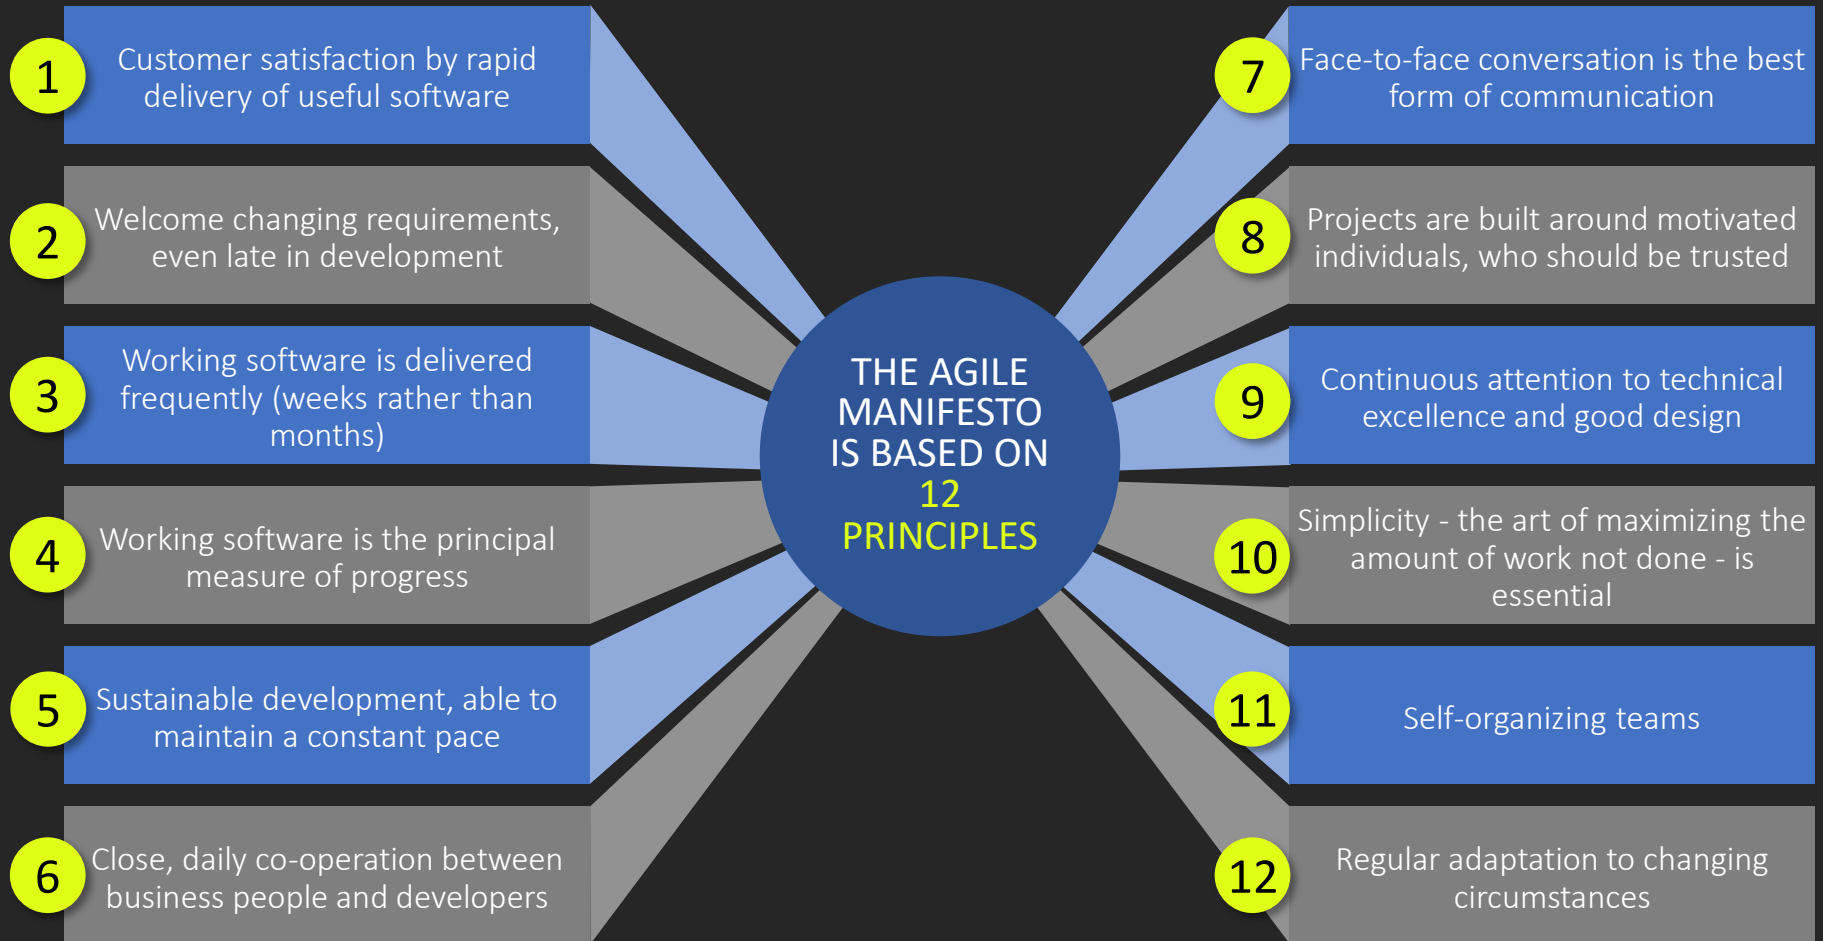 1
Customer satisfaction by rapid
delivery of useful software
2
Welcome changing requirements,
even late in development
3
Working software is delivered
frequently (weeks rather than
months)
4
Working software is the principal
measure of progress
5
Sustainable development, able to
maintain a constant pace
6
Close, daily co-operation between
business people and developers
THE AGILE
MANIFESTO
IS BASED ON
12
PRINCIPLES
7
Face-to-face conversation is the best
form of communication
8
Projects are built around motivated
individuals, who should be trusted
9
Continuous attention to technical
excellence and good design
10
Simplicity - the art of maximizing the
amount of work not done - is
essential
11
Self-organizing teams
12
Regular adaptation to changing
circumstances